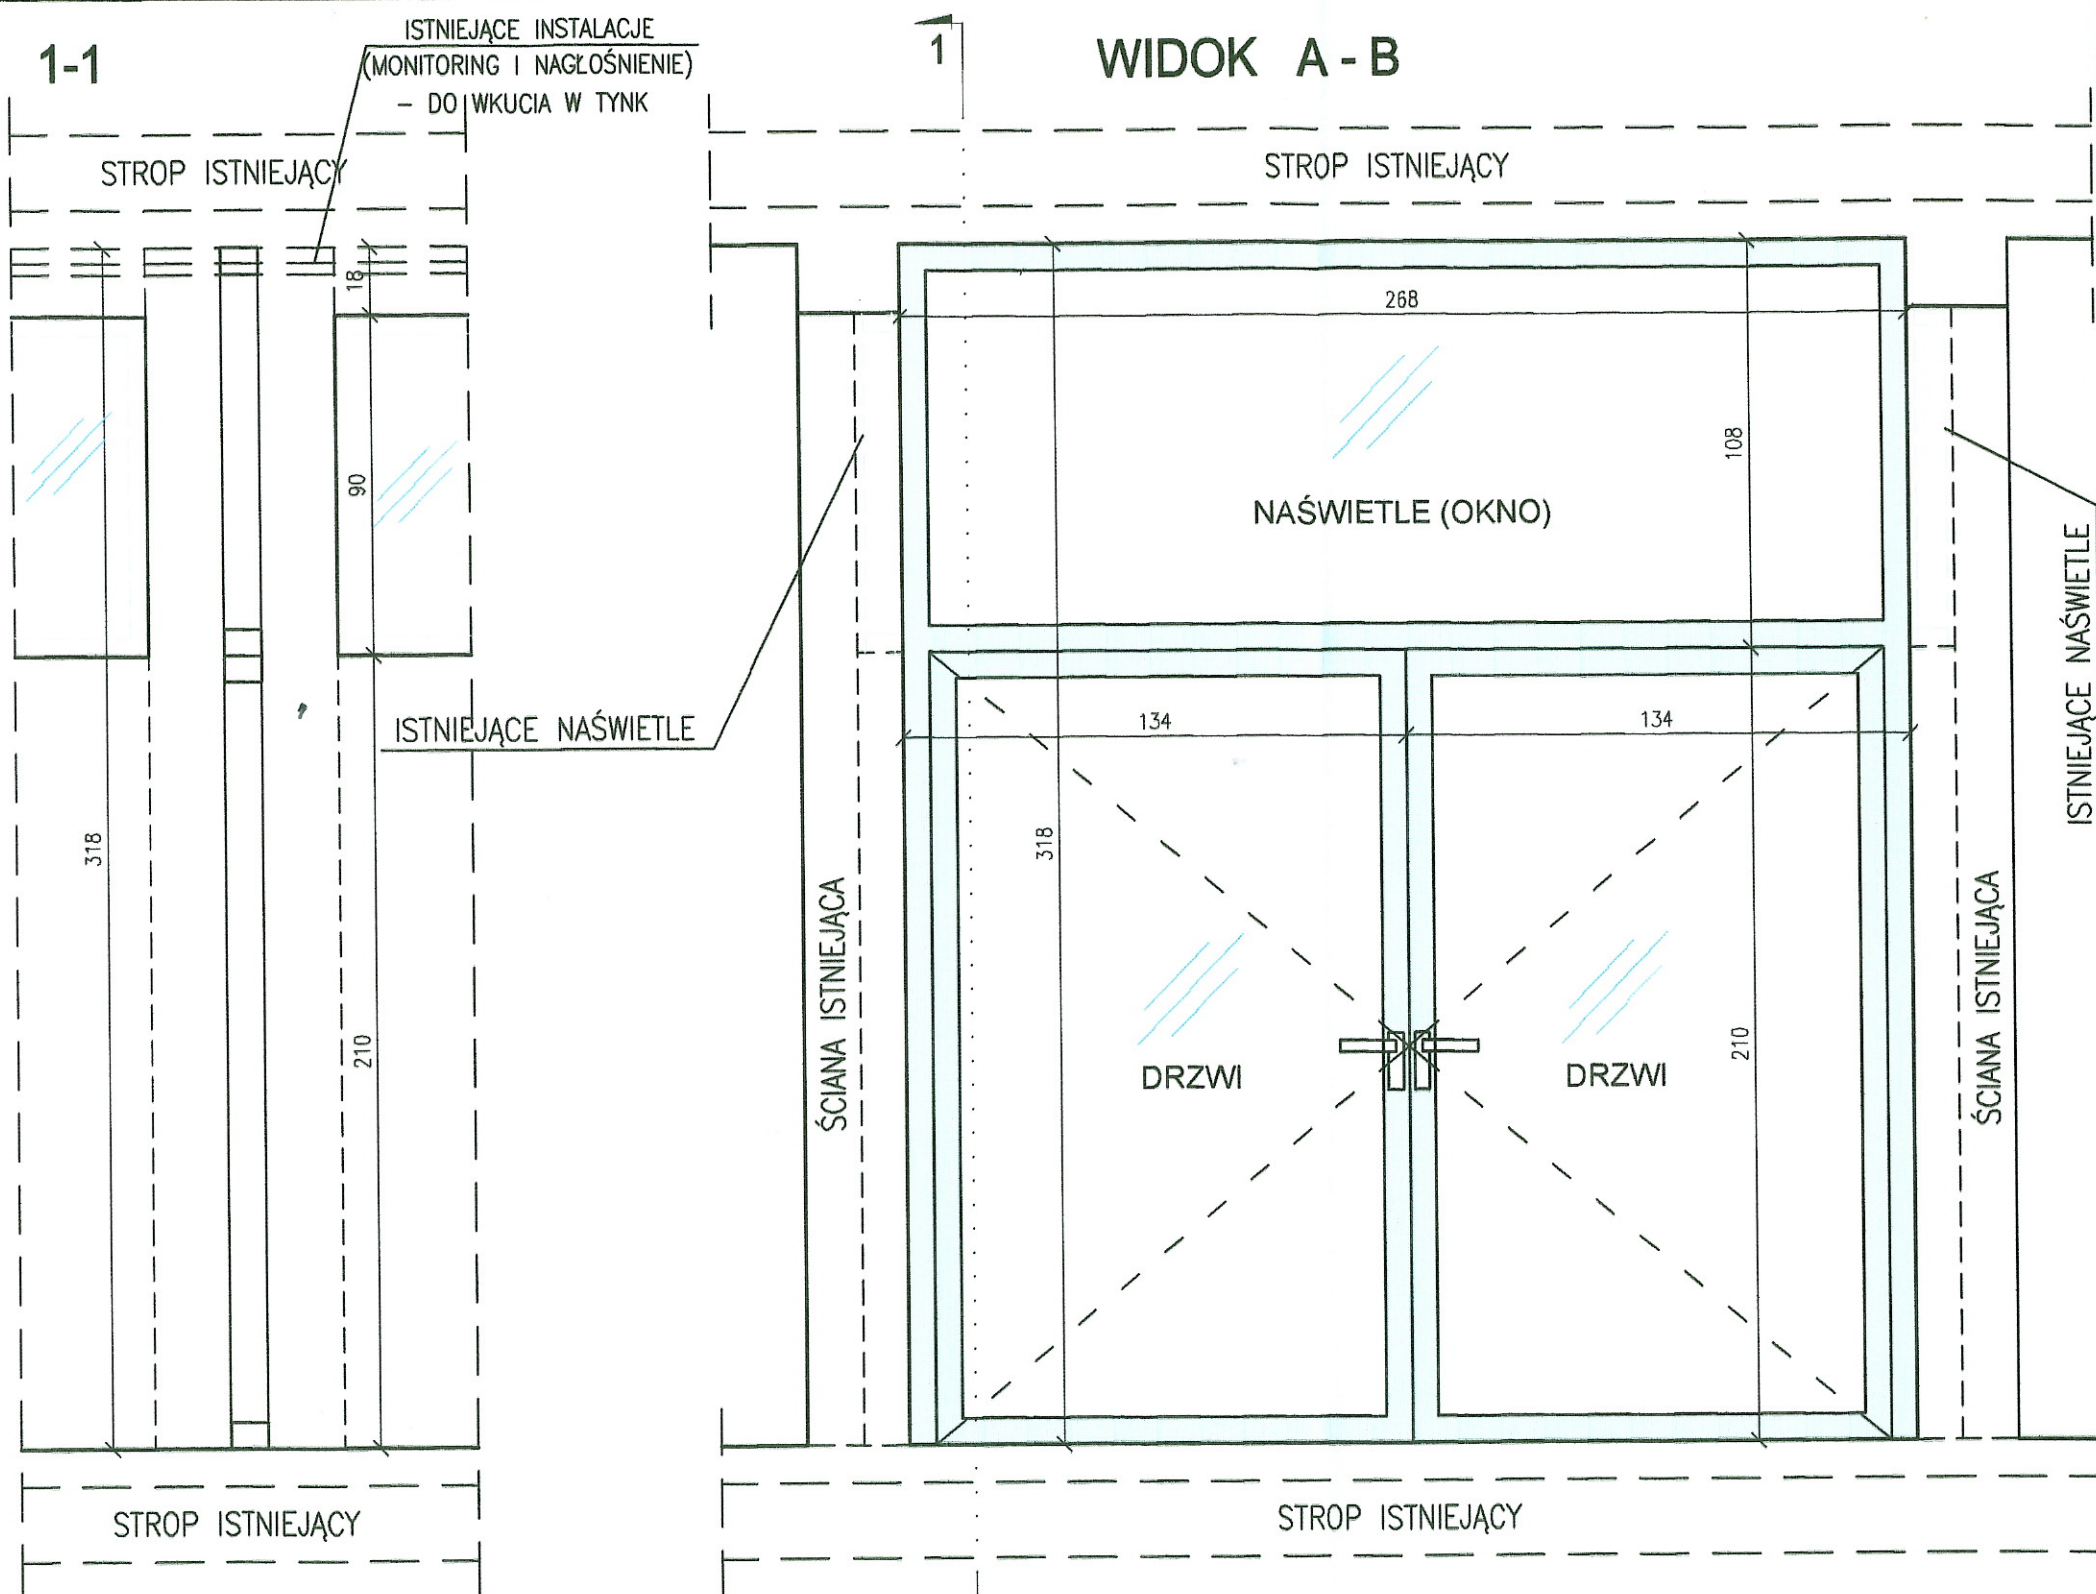 1-1
ISTNIEJĄCE INSTALACJE
(MONITORING I NAGŁOŚNIENIE)
– DO WKUCIA W TYNK
STROP ISTNIEJĄCY
18
90
318
210
ISTNIEJĄCE NAŚWIETLE
STROP ISTNIEJĄCY
1
WIDOK A - B
STROP ISTNIEJĄCY
268
108
NAŚWIETLE (OKNO)
134
134
318
210
DRZWI
DRZWI
ŚCIANA ISTNIEJĄCA
ŚCIANA ISTNIEJĄCA
ISTNIEJĄCE NAŚWIETLE
STROP ISTNIEJĄCY